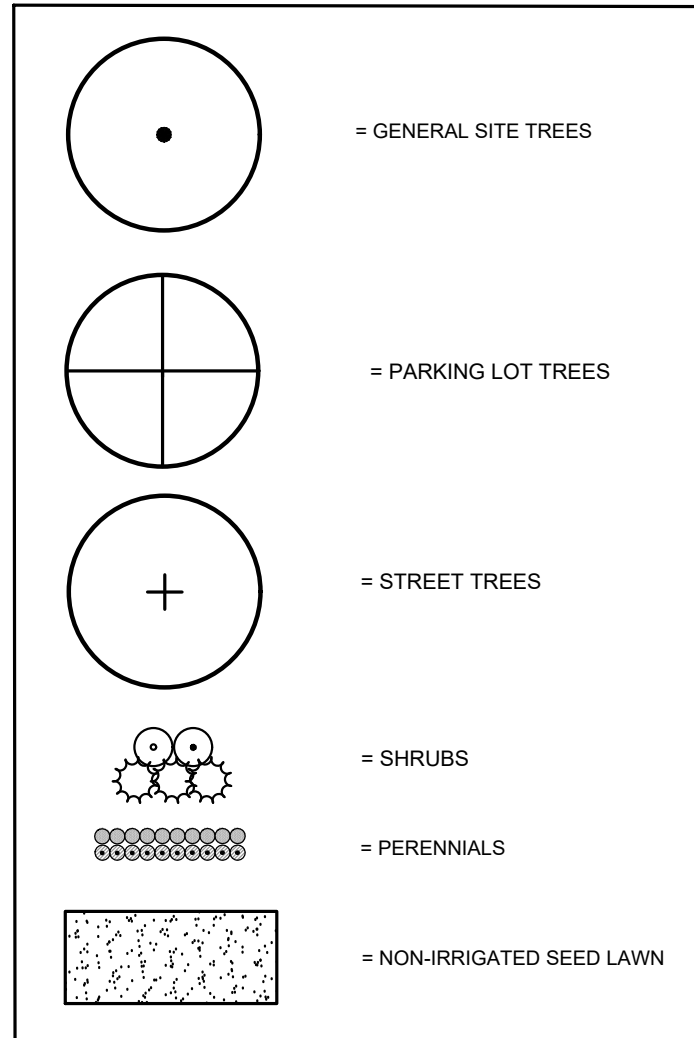 = GENERAL SITE TREES
= PARKING LOT TREES
= STREET TREES
= SHRUBS
= PERENNIALS
= NON-IRRIGATED SEED LAWN